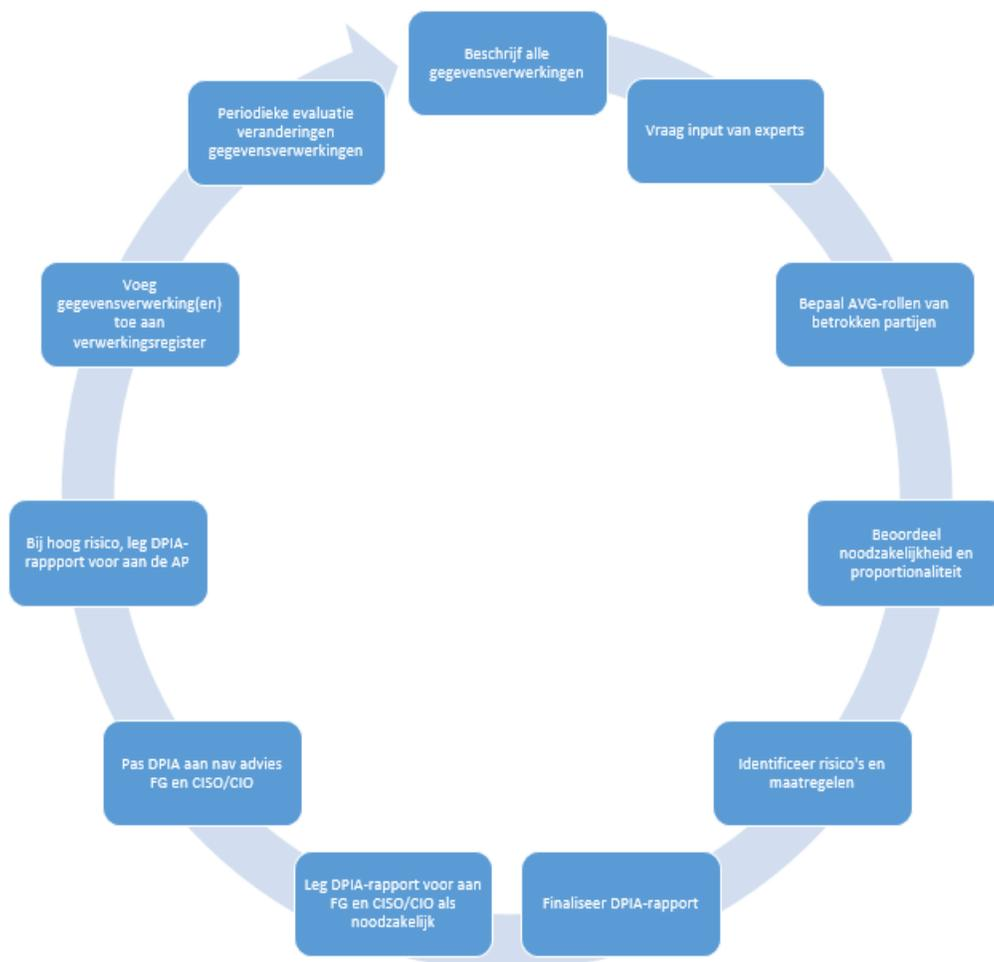 Beschrijf alle
gegevensverwerkingen
Vraag input van experts
Bepaal AVG-rollen van
betrokken partijen
Beoordeel
noodzakelijkheid en
proportionaliteit
Identificeer risico's en
maatregelen
Finaliseer DPIA-rapport
Leg DPIA-rapport voor aan
FG en CISO/CIO als
noodzakelijk
Pas DPIA aan nav advies
FG en CISO/CIO
Bij hoog risico, leg DPIA-
rappport voor aan de AP
Voeg
gegevensverwerking(en)
toe aan
verwerkingsregister
Periodieke evaluatie
veranderingen
gegevensverwerkingen